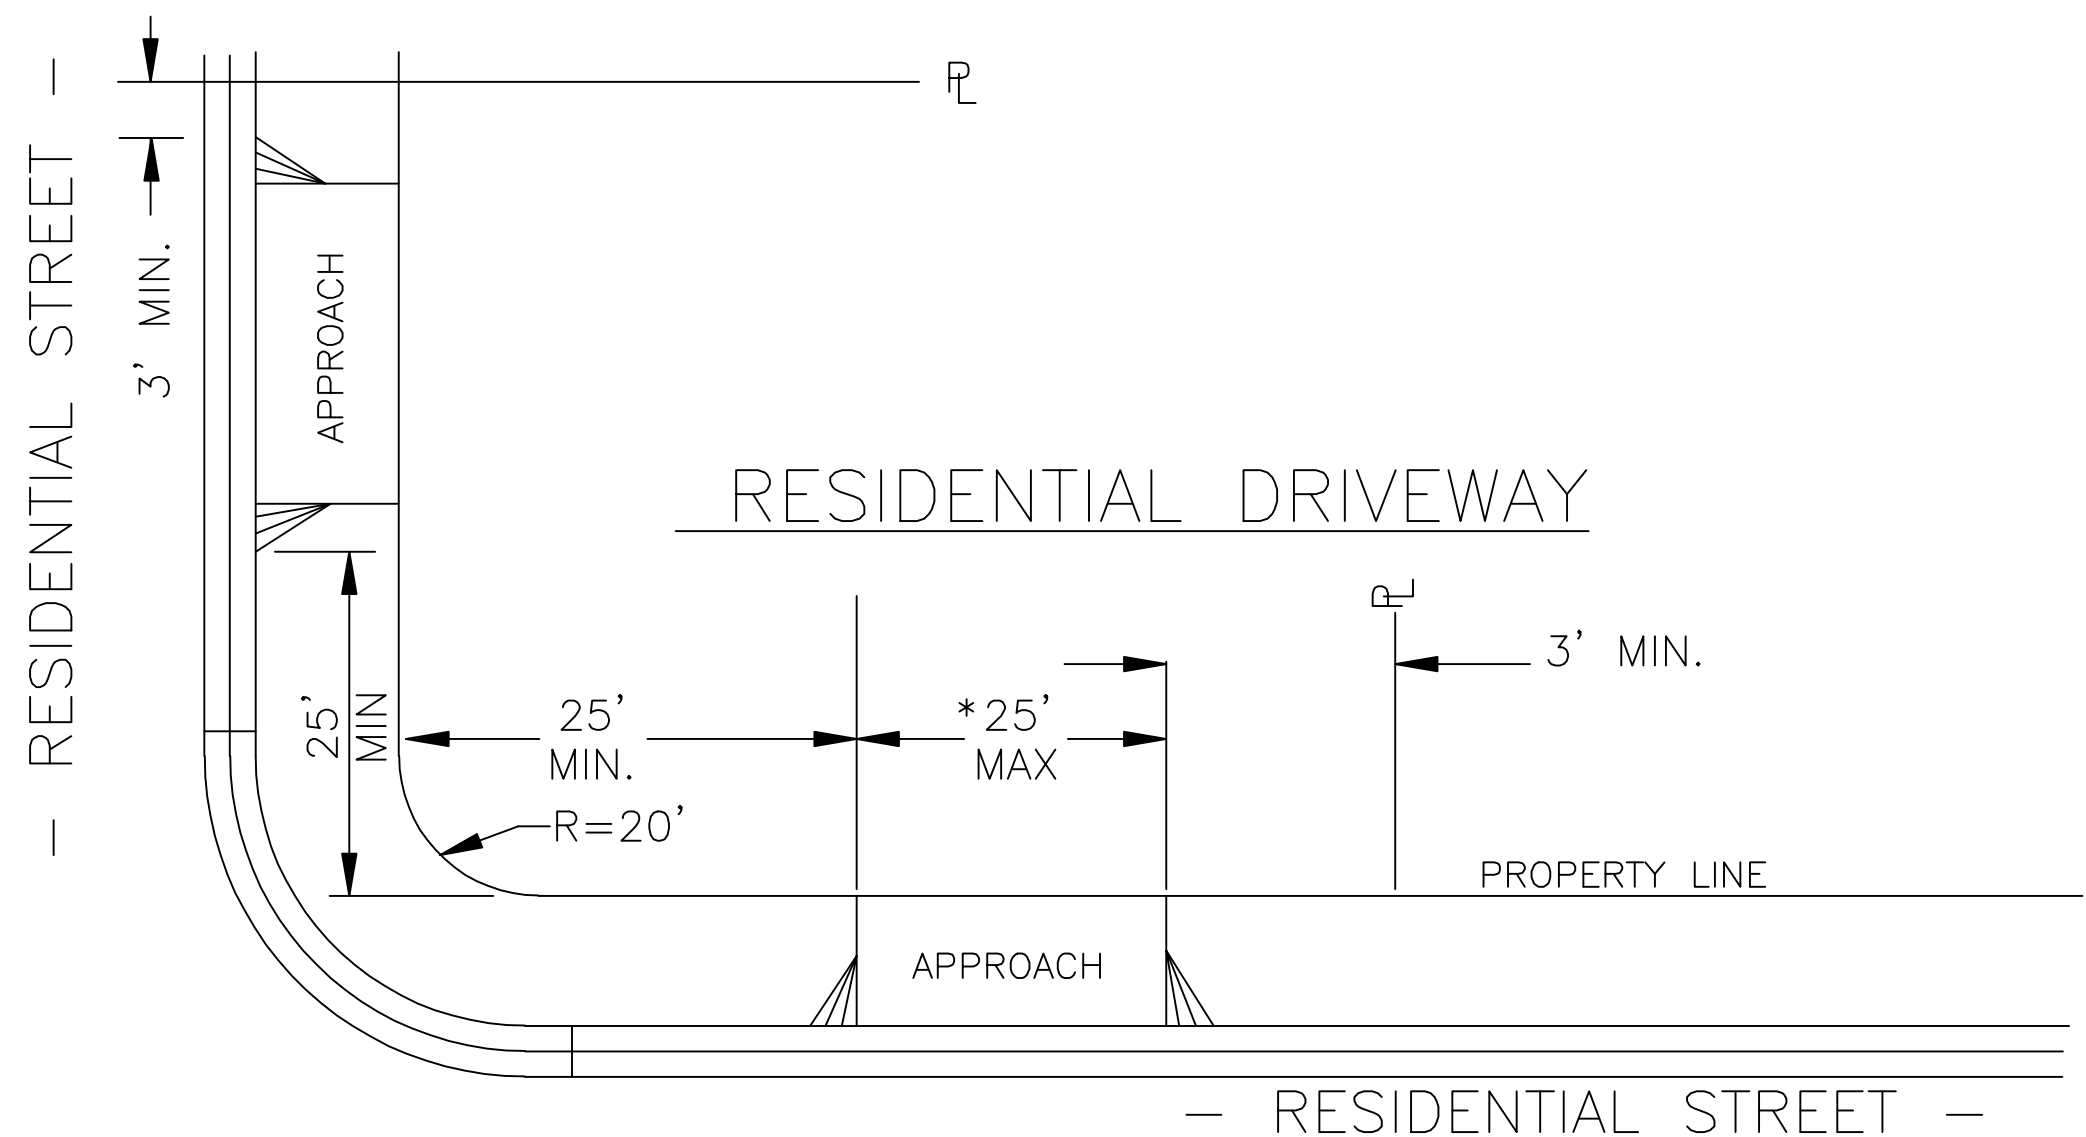 PL
- RESIDENTIAL STREET -
3' MIN.
APPROACH
RESIDENTIAL DRIVEWAY
PL
3' MIN.
25'
MIN
25'
MIN.
*25'
MAX
R=20'
PROPERTY LINE
APPROACH
- RESIDENTIAL STREET -